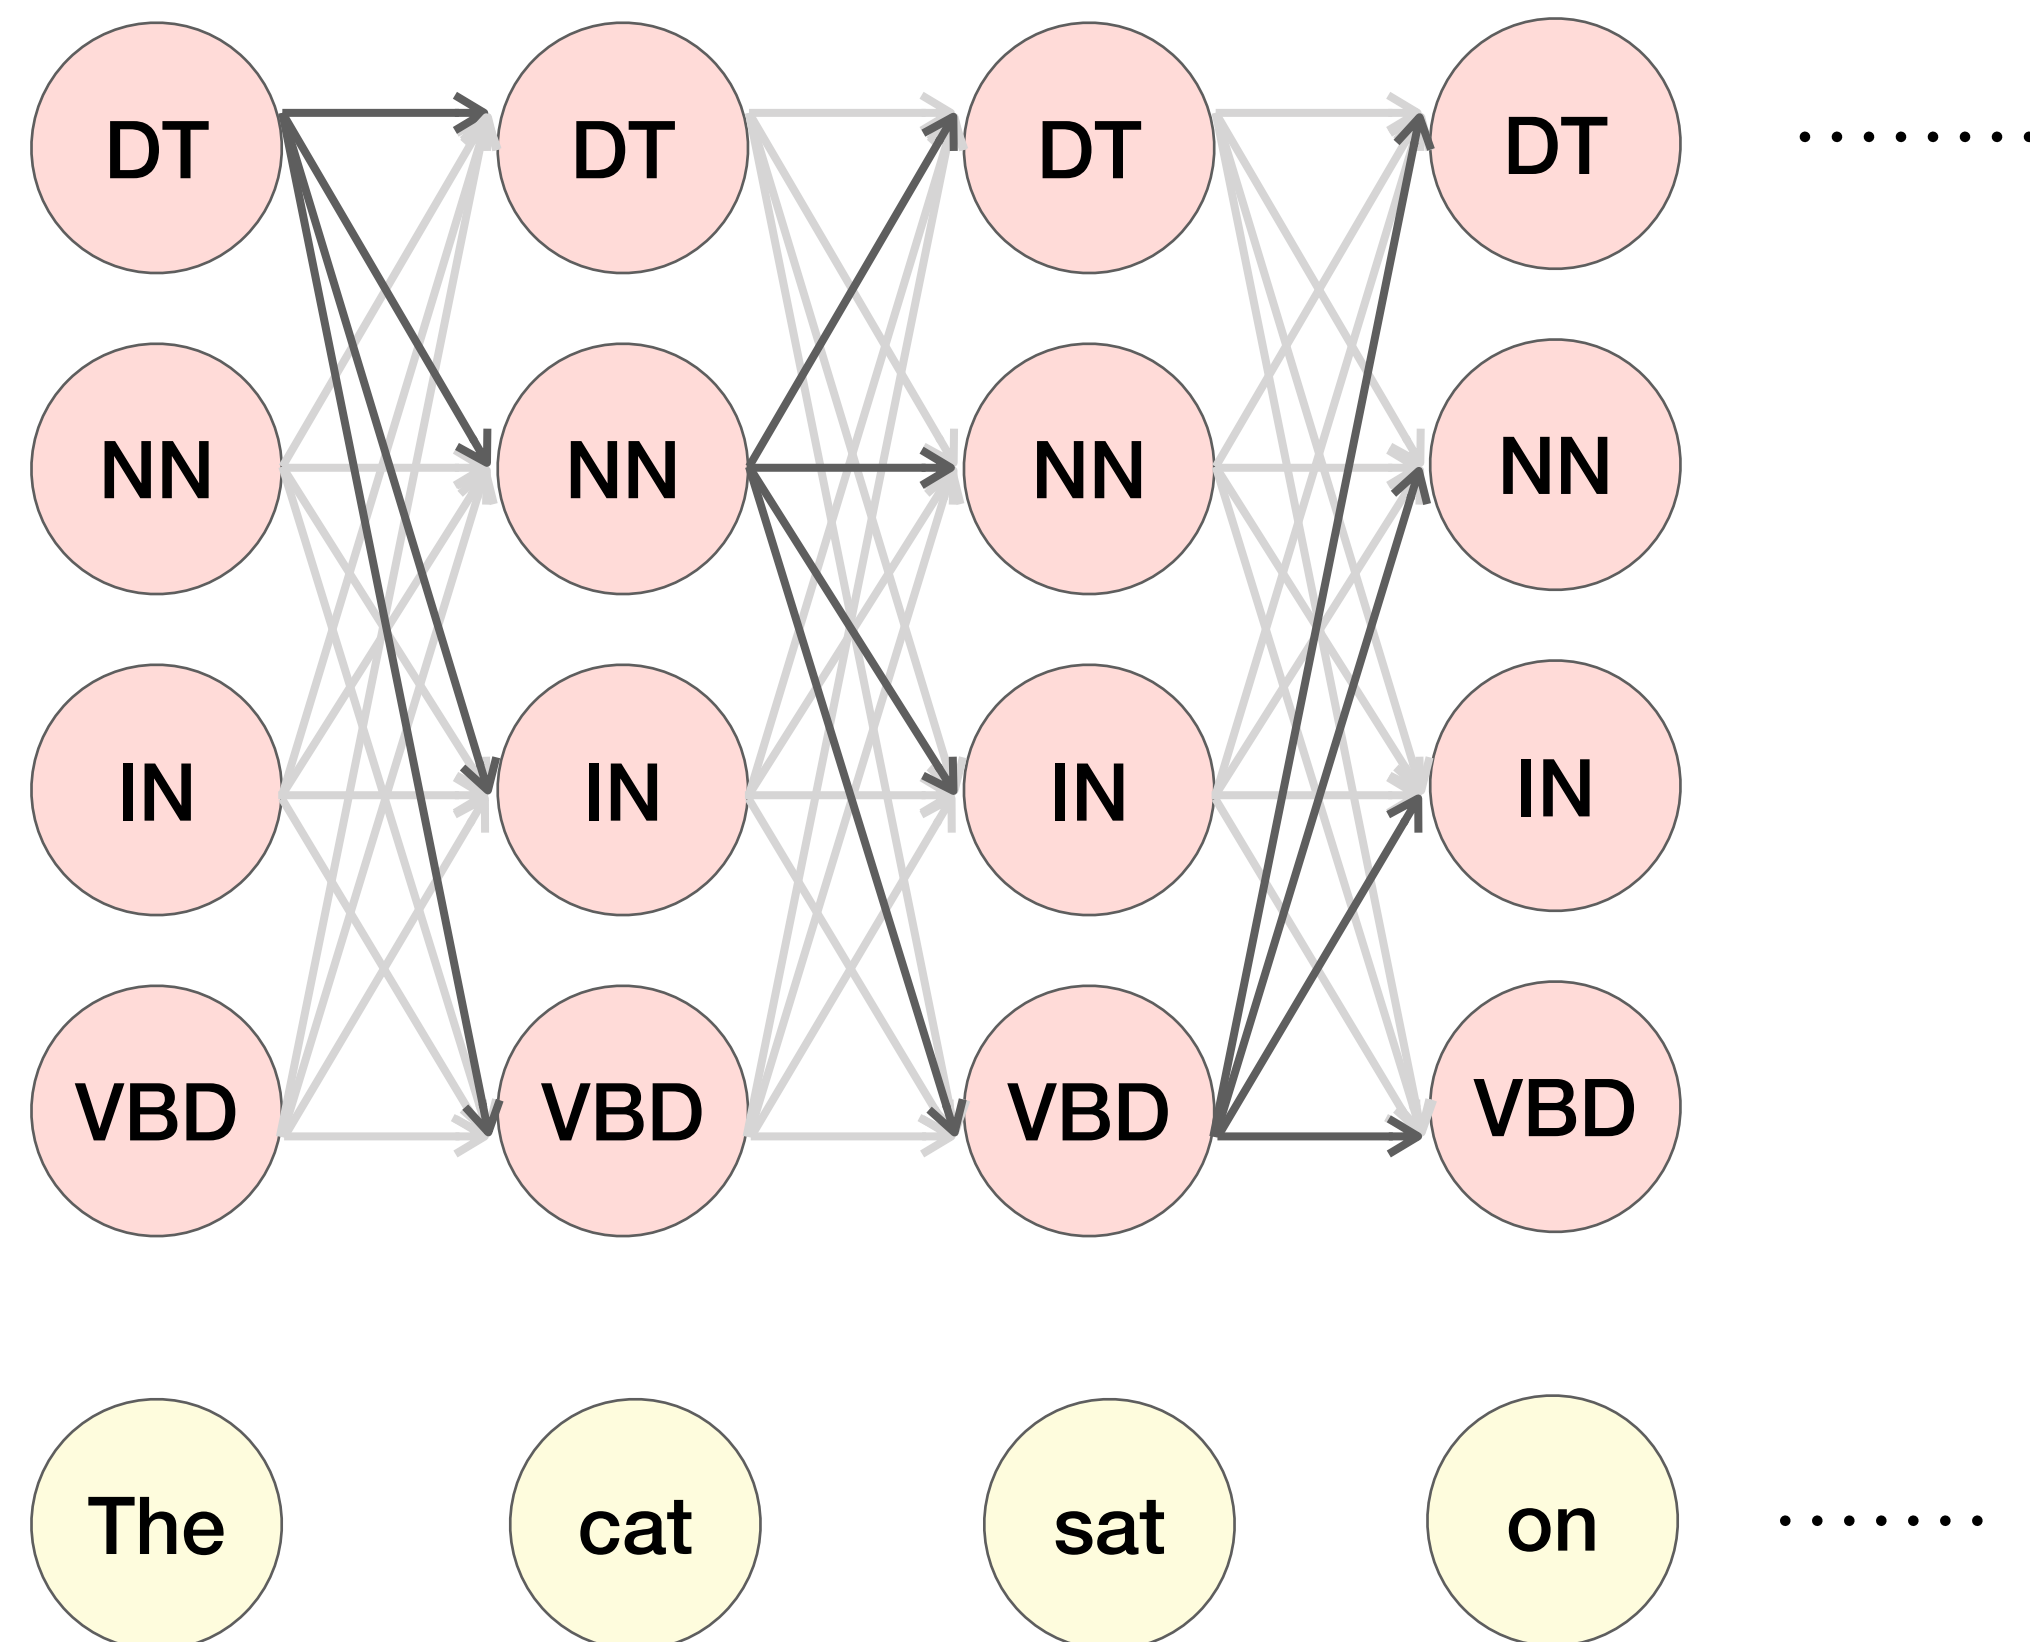 DT DT DT DT ........
NN NN NN NN
IN IN IN IN
VBD VBD VBD VBD
The cat sat on .......